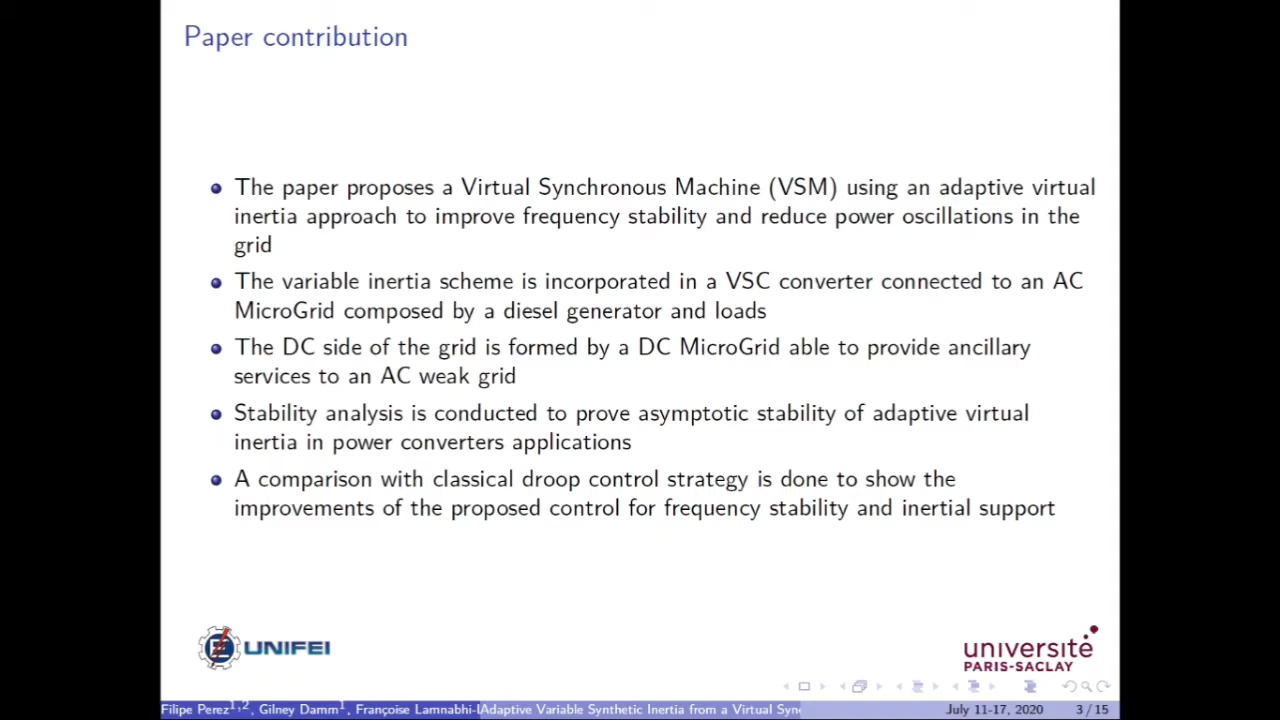 Paper contribution
The paper proposes a Virtual Synchronous Machine (VSM) using an adaptive virtual
inertia approach to improve frequency stability and reduce power oscillations in the
grid
The variable inertia scheme is incorporated in a VSC converter connected to an AC
MicroGrid composed by a diesel generator and loads
The DC side of the grid is formed by a DC MicroGrid able to provide ancillary
services to an AC weak grid
Stability analysis is conducted to prove asymptotic stability of adaptive virtual
inertia in power converters applications
A comparison with classical droop control strategy is done to show the
improvements of the proposed control for frequency stability and inertial support
UNIFEI
université
PARIS-SACLAY
Filipe Perez1,2, Gilney Damm1, Françoise Lamnabhi-L Adaptive Variable Synthetic Inertia from a Virtual Syn July 11-17, 2020 3 / 15